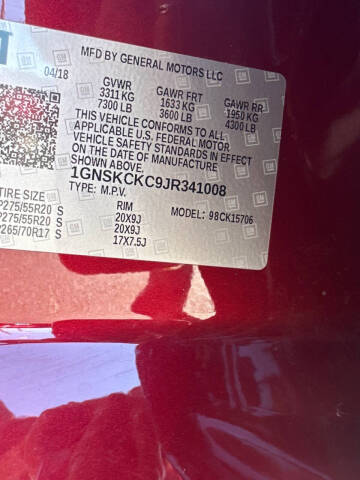 MFD BY GENERAL MOTORS LLC
04/18
GVWR GAWR FRT GAWR RR
3311 KG 1633 KG 1950 KG
7300 LB 3600 LB 4300 LB
THIS VEHICLE CONFORMS TO ALL
APPLICABLE U.S. FEDERAL MOTOR
VEHICLE SAFETY STANDARDS IN EFFECT
ON THE DATE OF MANUFACTURE
SHOWN ABOVE
1GNSKCKC9JR341008
TYPE: M.P.V. MODEL: 98CK15706
TIRE SIZE RIM
P275/55R20 S 20X9J
P275/55R20 S 20X9J
P265/70R17 S 17X7.5J